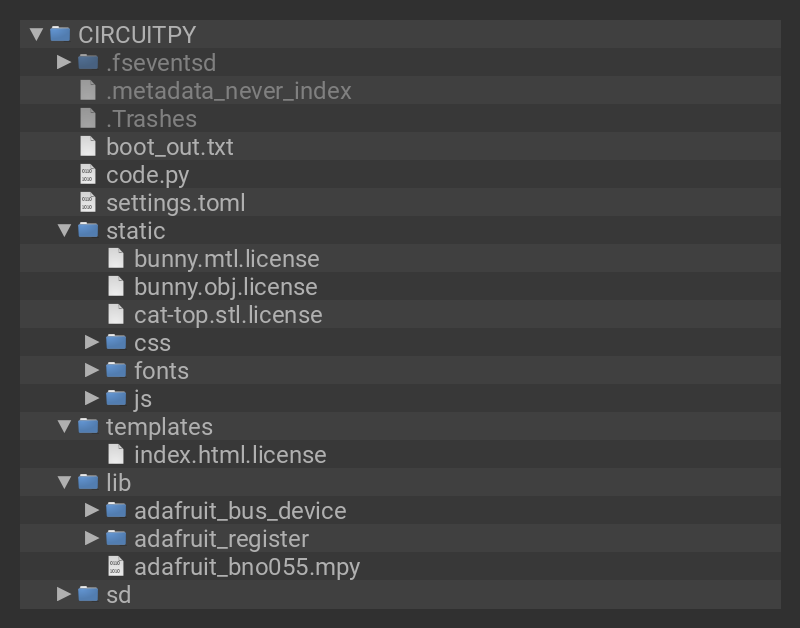 CIRCUITPY
.fseventsd
.metadata_never_index
.Trashes
boot_out.txt
code.py
settings.toml
static
bunny.mtl.license
bunny.obj.license
cat-top.stl.license
css
fonts
js
templates
index.html.license
lib
adafruit_bus_device
adafruit_register
adafruit_bno055.mpy
sd